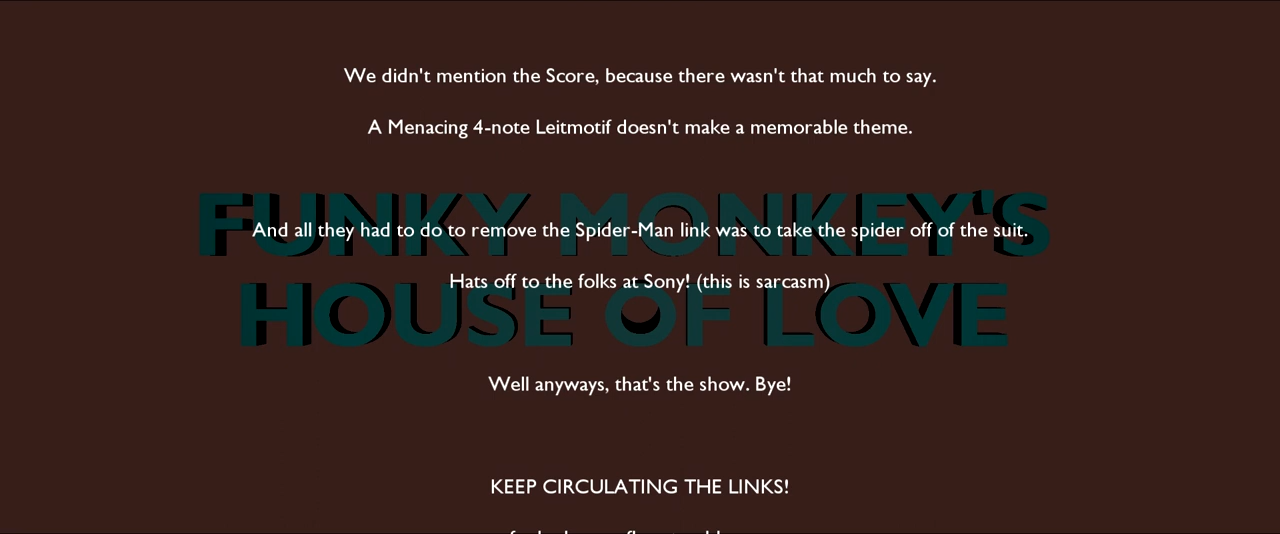 We didn't mention the Score, because there wasn't that much to say.
A Menacing 4-note Leitmotif doesn't make a memorable theme.
FUNKY MONKEY'S
And all they had to do to remove the Spider-Man link was to take the spider off of the suit.
Hats off to the folks at Sony! (this is sarcasm)
HOUSE OF LOVE
Well anyways, that's the show. Bye!
KEEP CIRCULATING THE LINKS!